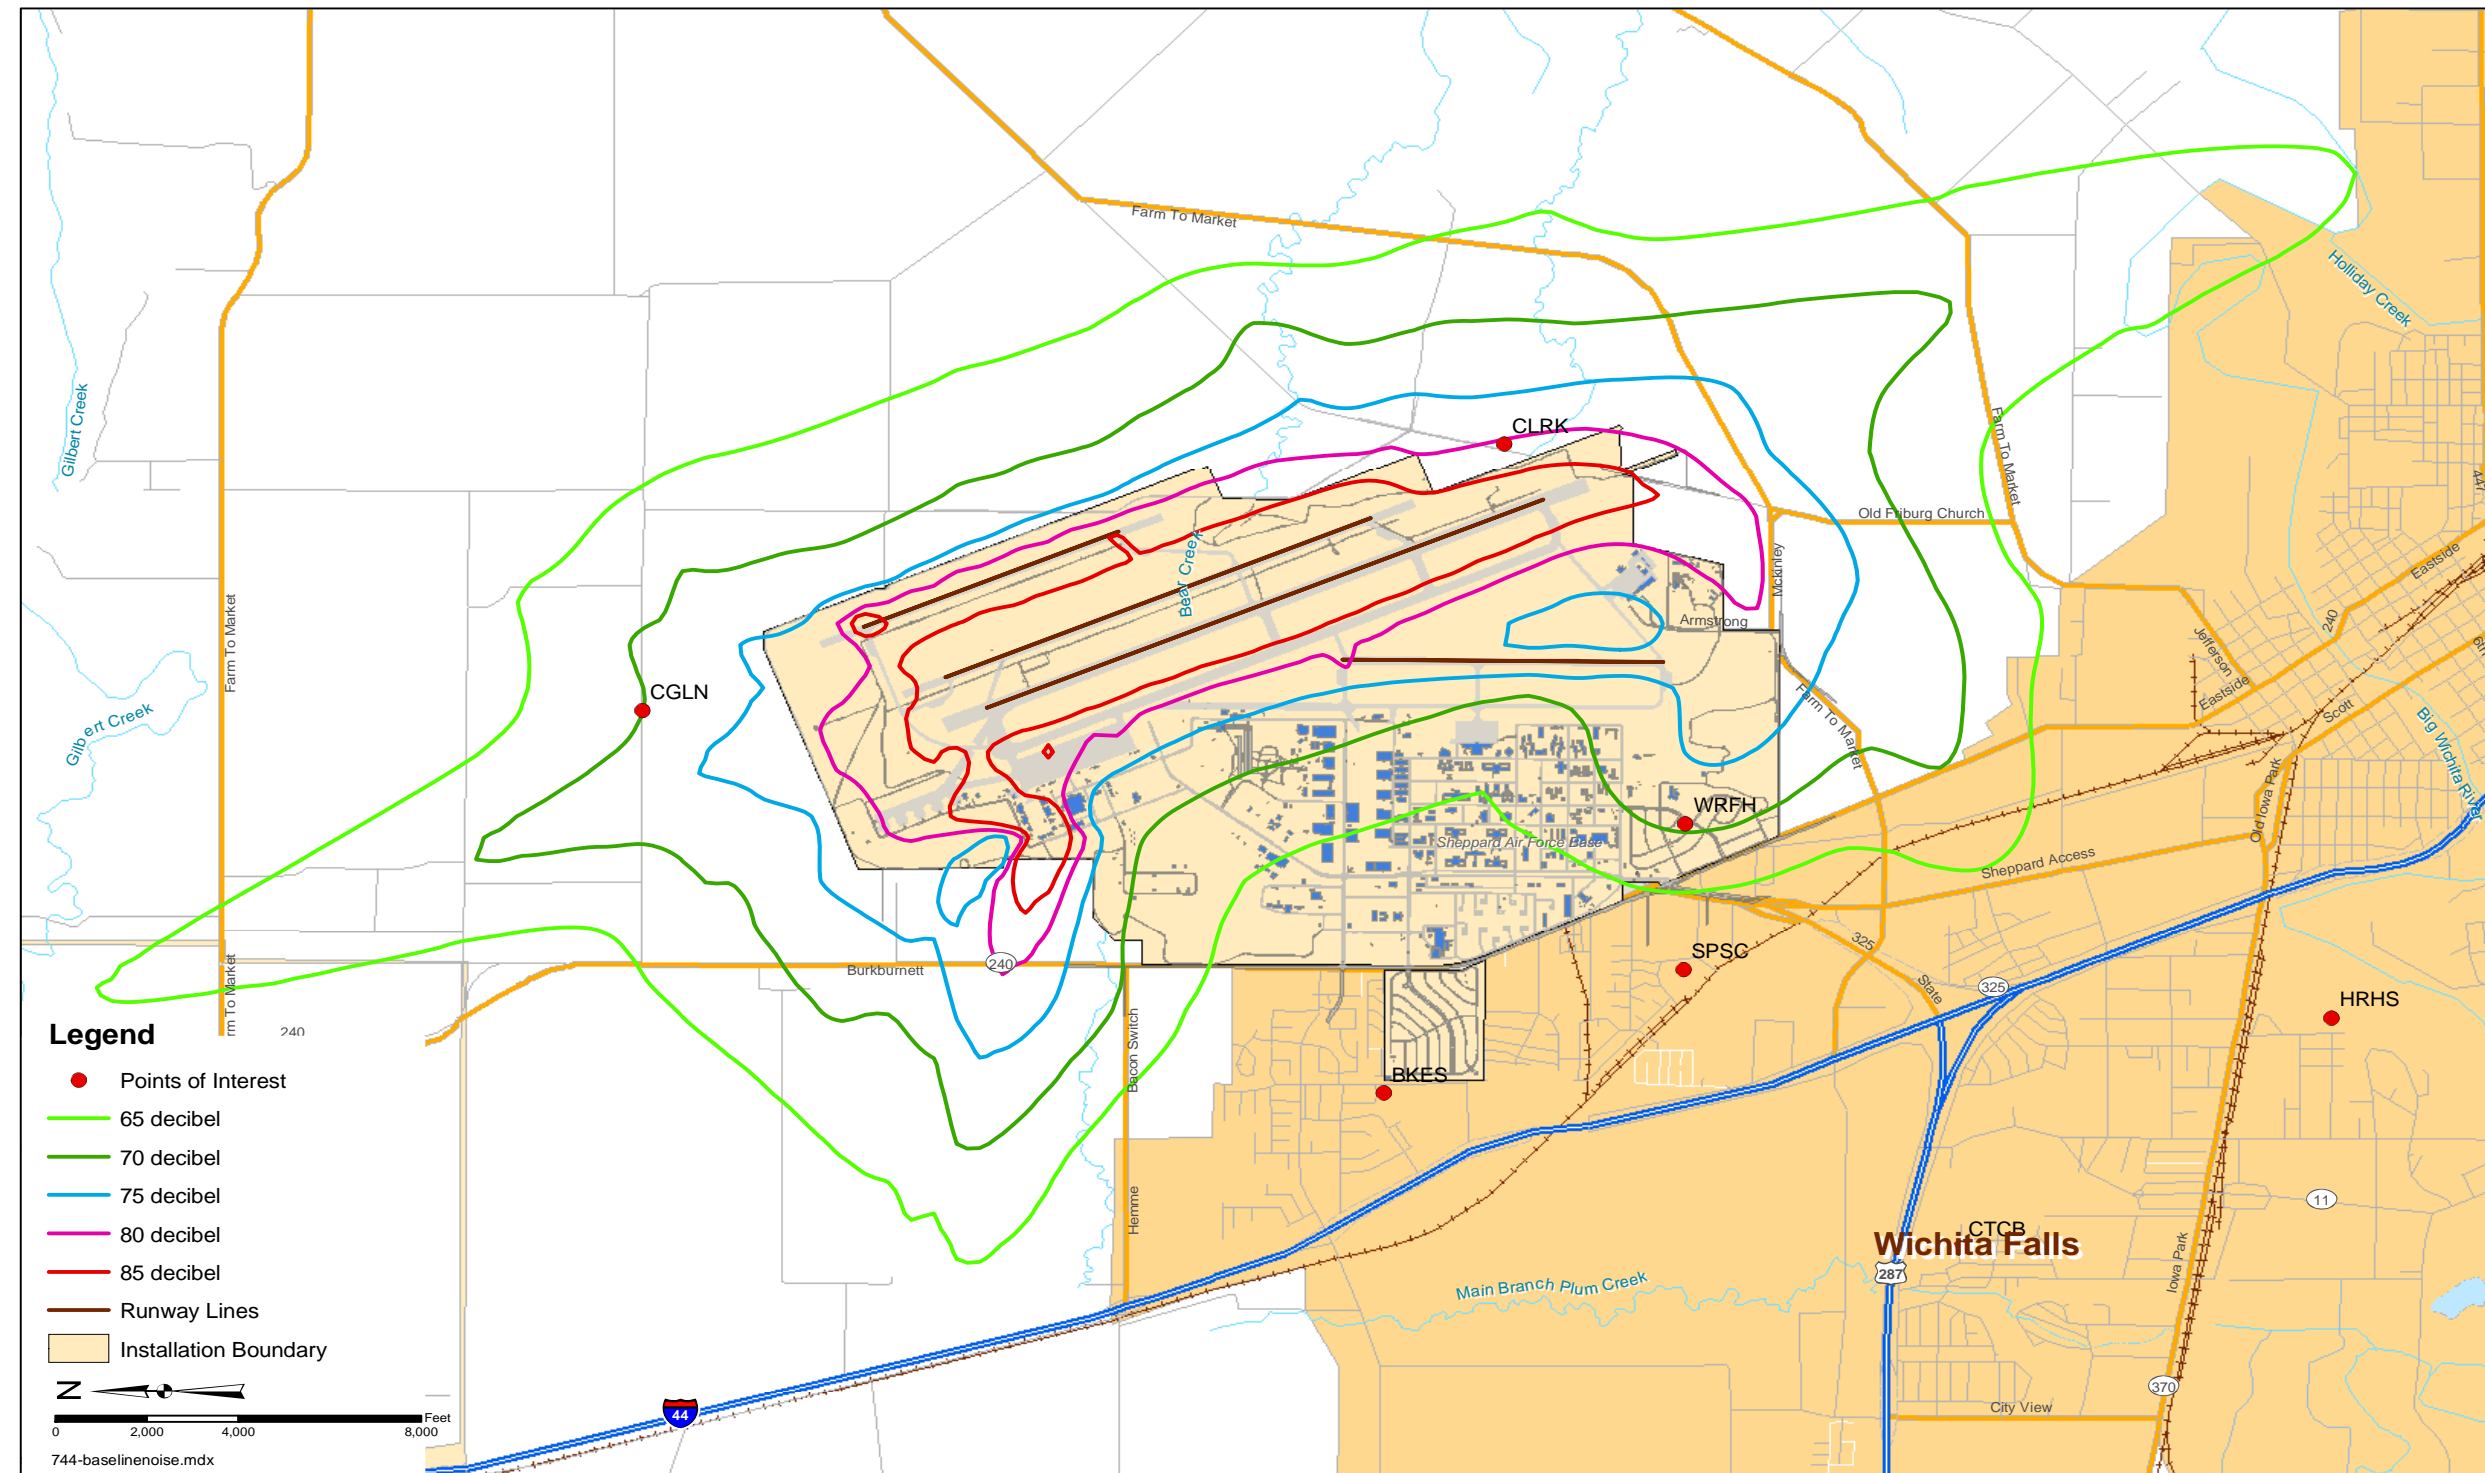 Farm To Market
Holliday Creek
Gilbert Creek
CLRK
Farm To Market
447
Old Friburg Church
Bear Creek
Mckinley
Eastside
Farm To Market
Armstrong
240
Jefferson
6th
CGLN
Eastside
Scott
Gilbert Creek
Farm To Market
Big Wichita River
WRFH
Old Iowa Park
Sheppard Air Force Base
Sheppard Access
325
SPSC
240
Burkburnett
State
325
HRHS
rm To Market
240
Bacon Switch
BKES
Legend
Points of Interest
65 decibel
70 decibel
75 decibel
80 decibel
85 decibel
Runway Lines
Installation Boundary
N
Feet
0 2,000 4,000 8,000
744-baselinenoise.mdx
Hemme
11
CTCB
Wichita Falls
287
Iowa Park
Main Branch Plum Creek
370
City View
44